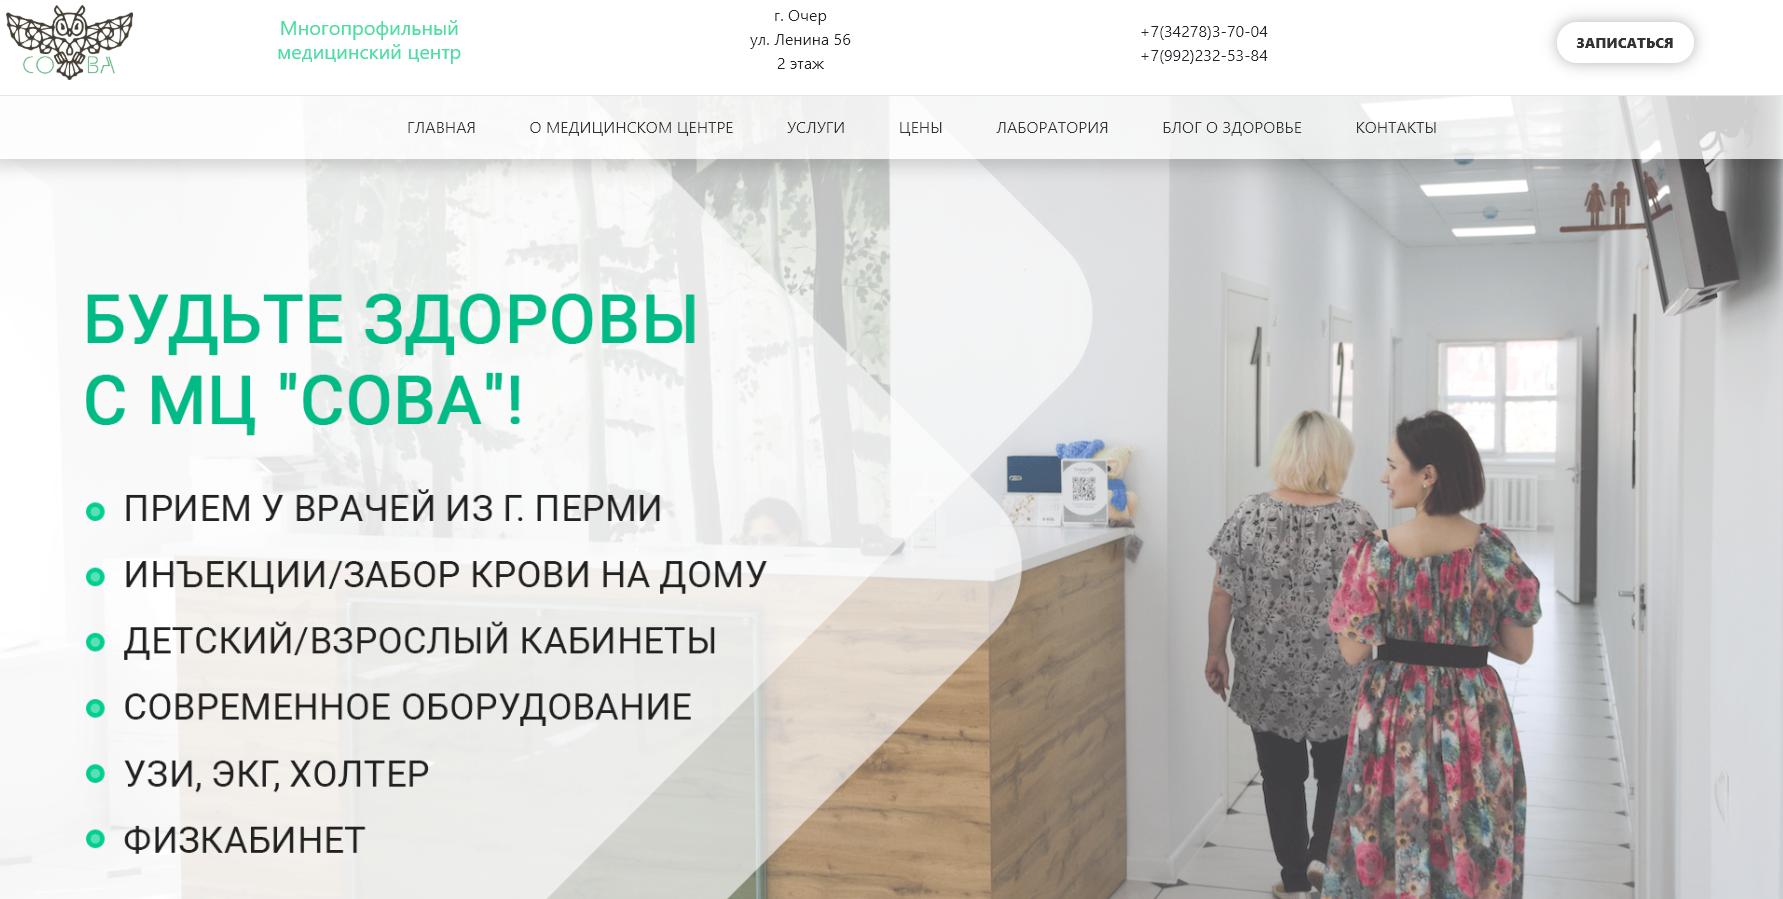 СОВА
Многопрофильный
медицинский центр
г. Очер
ул. Ленина 56
2 этаж
+7(34278)3-70-04
+7(992)232-53-84
ЗАПИСАТЬСЯ
ГЛАВНАЯ
О МЕДИЦИНСКОМ ЦЕНТРЕ
УСЛУГИ
ЦЕНЫ
ЛАБОРАТОРИЯ
БЛОГ О ЗДОРОВЬЕ
КОНТАКТЫ
БУДЬТЕ ЗДОРОВЫ
С МЦ "СОВА"!
ПРИЕМ У ВРАЧЕЙ ИЗ Г. ПЕРМИ
ИНЪЕКЦИИ/ЗАБОР КРОВИ НА ДОМУ
ДЕТСКИЙ/ВЗРОСЛЫЙ КАБИНЕТЫ
СОВРЕМЕННОЕ ОБОРУДОВАНИЕ
УЗИ, ЭКГ, ХОЛТЕР
ФИЗКАБИНЕТ